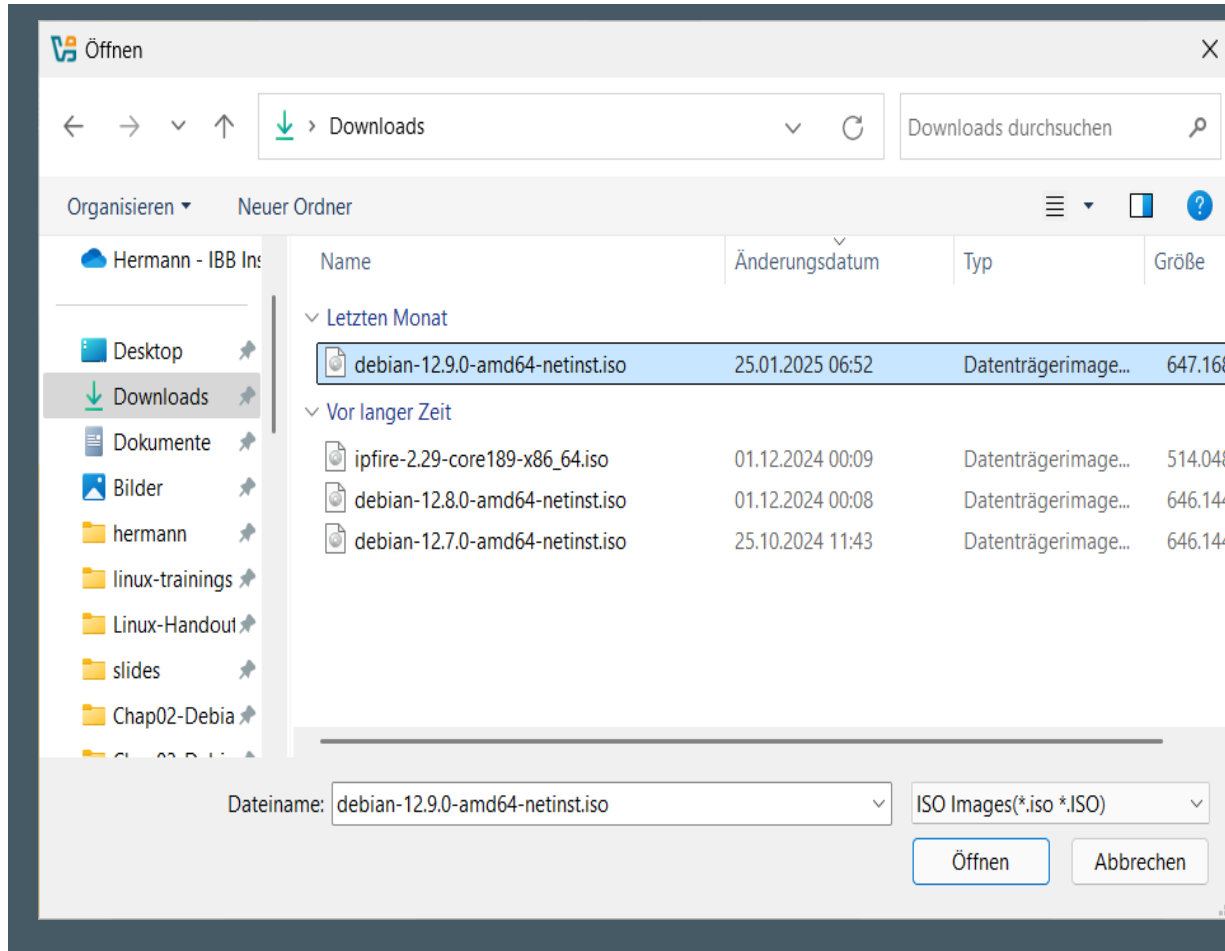 Öffnen
Downloads
Downloads durchsuchen
Organisieren
Neuer Ordner
Hermann - IBB Ins
Name
Änderungsdatum
Typ
Größe
Letzten Monat
Desktop
debian-12.9.0-amd64-netinst.iso 25.01.2025 06:52 Datenträgerimage... 647.168
Downloads
Vor langer Zeit
Dokumente
ipfire-2.29-core189-x86_64.iso 01.12.2024 00:09 Datenträgerimage... 514.048
Bilder
debian-12.8.0-amd64-netinst.iso 01.12.2024 00:08 Datenträgerimage... 646.144
hermann
debian-12.7.0-amd64-netinst.iso 25.10.2024 11:43 Datenträgerimage... 646.144
linux-trainings
Linux-Handout
slides
Chap02-Debia
Dateiname: debian-12.9.0-amd64-netinst.iso
ISO Images(*.iso *.ISO)
Öffnen
Abbrechen